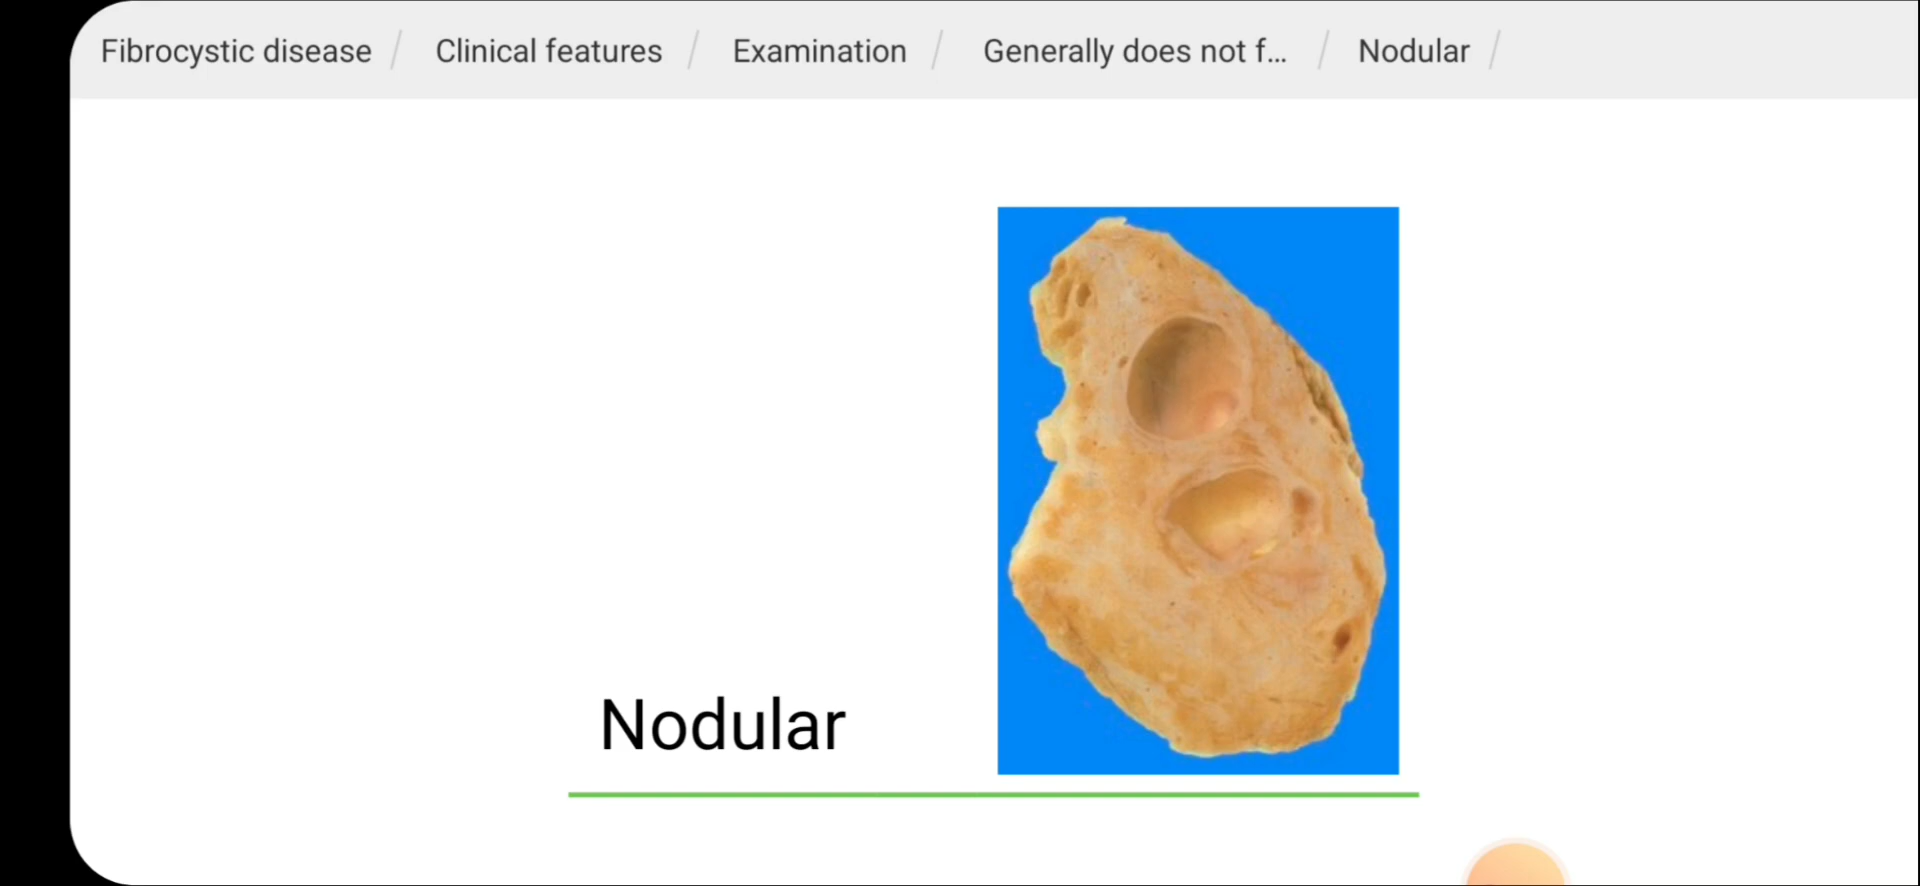 Fibrocystic disease / Clinical features / Examination / Generally does not f... / Nodular /
Nodular